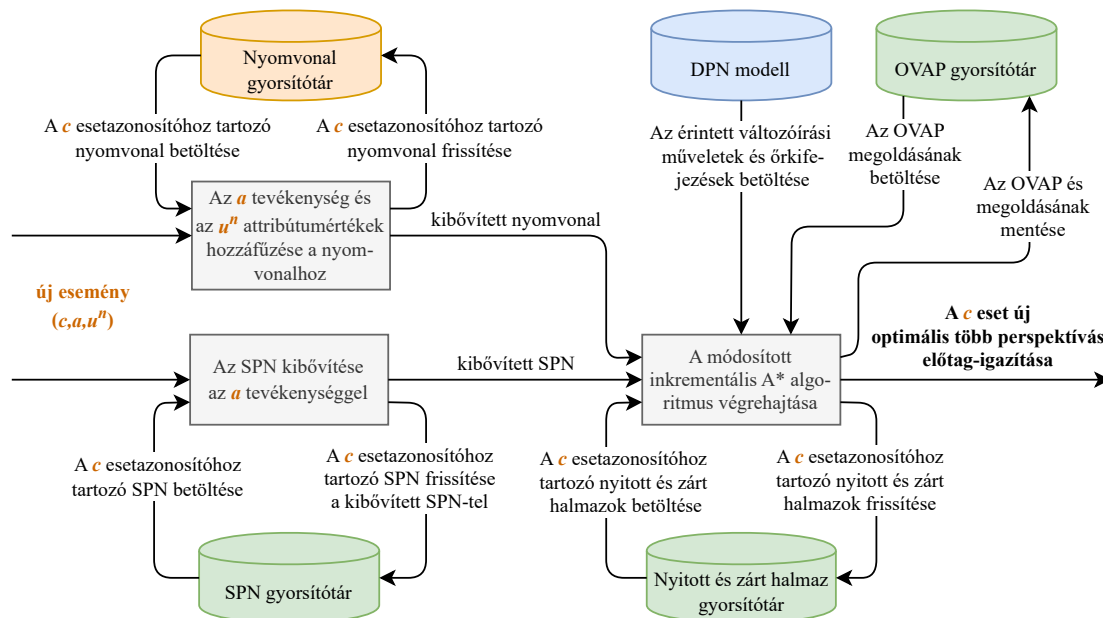 Nyomvonal
gyorsítótár
DPN modell
OVAP gyorsítótár
A c esetazonosítóhoz tartozó
nyomvonal betöltése
A c esetazonosítóhoz tartozó
nyomvonal frissítése
Az érintett változóírási
műveletek és őrkife-
jezések betöltése
Az OVAP
megoldásának
betöltése
Az OVAP és
megoldásának
mentése
Az a tevékenység és
az uⁿ attribútumértékek
hozzáfűzése a nyom-
vonalhoz
kibővített nyomvonal
új esemény
(c,a,uⁿ)
Az SPN kibővítése
az a tevékenységgel
kibővített SPN
A módosított
inkrementális A* algo-
ritmus végrehajtása
A c eset új
optimális több perspektívás
előtag-igazítása
A c esetazonosítóhoz
tartozó SPN betöltése
A c esetazonosítóhoz
tartozó SPN frissítése
a kibővített SPN-tel
A c esetazonosítóhoz
tartozó nyitott és zárt
halmazok betöltése
A c esetazonosítóhoz
tartozó nyitott és zárt
halmazok frissítése
SPN gyorsítótár
Nyitott és zárt halmaz
gyorsítótár